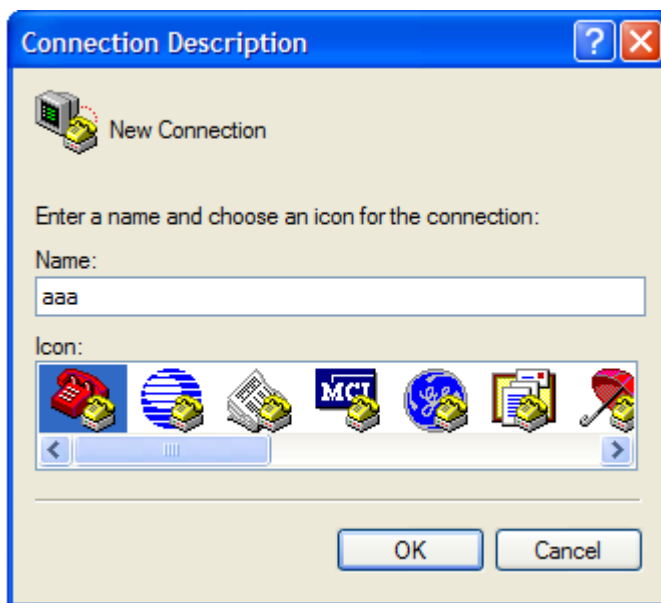 Connection Description
New Connection
Enter a name and choose an icon for the connection:
Name:
aaa
Icon:
MCI
OK Cancel